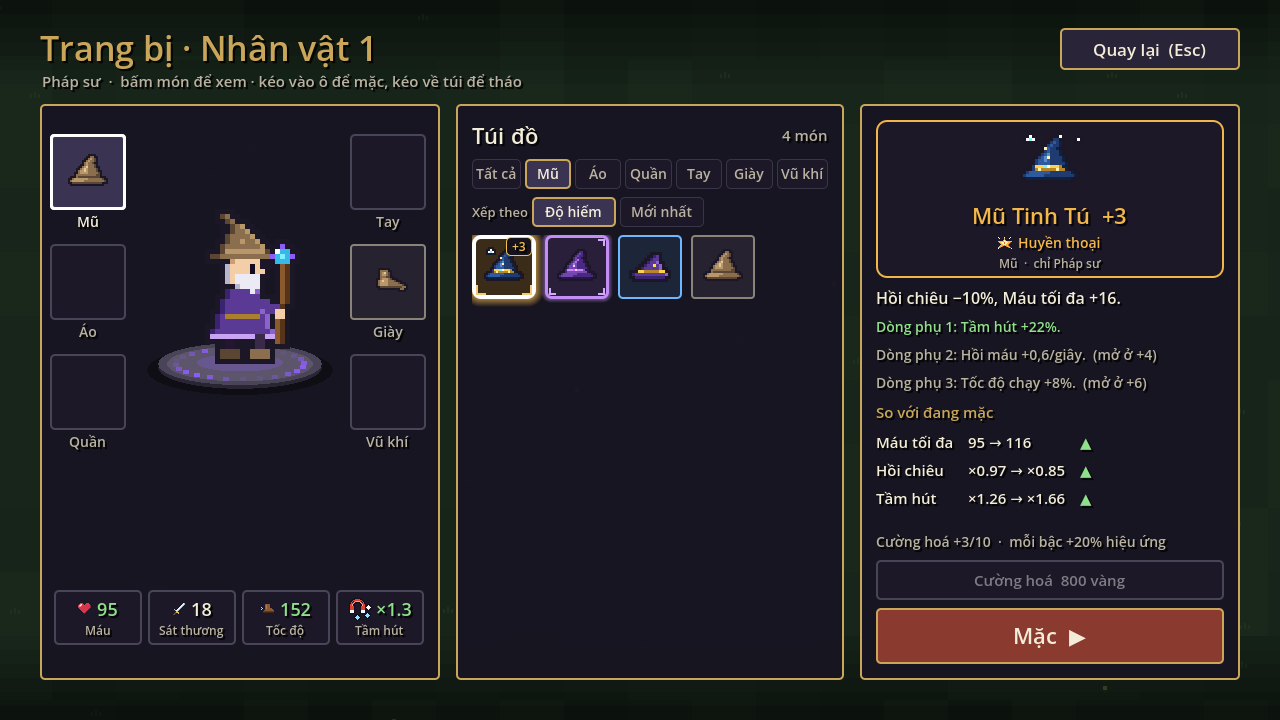 Trang bị · Nhân vật 1
Pháp sư · bấm món để xem · kéo vào ô để mặc, kéo về túi để tháo
Quay lại (Esc)
Mũ
Áo
Quần
Tay
Giày
Vũ khí
95
Máu
18
Sát thương
152
Tốc độ
×1.3
Tầm hút
Túi đồ
4 món
Tất cả
Mũ
Áo
Quần
Tay
Giày
Vũ khí
Xếp theo
Độ hiếm
Mới nhất
+3
Mũ Tinh Tú +3
Huyền thoại
Mũ · chỉ Pháp sư
Hồi chiêu −10%, Máu tối đa +16.
Dòng phụ 1: Tầm hút +22%.
Dòng phụ 2: Hồi máu +0,6/giây. (mở ở +4)
Dòng phụ 3: Tốc độ chạy +8%. (mở ở +6)
So với đang mặc
Máu tối đa 95 → 116 ▲
Hồi chiêu ×0.97 → ×0.85 ▲
Tầm hút ×1.26 → ×1.66 ▲
Cường hoá +3/10 · mỗi bậc +20% hiệu ứng
Cường hoá 800 vàng
Mặc ▶